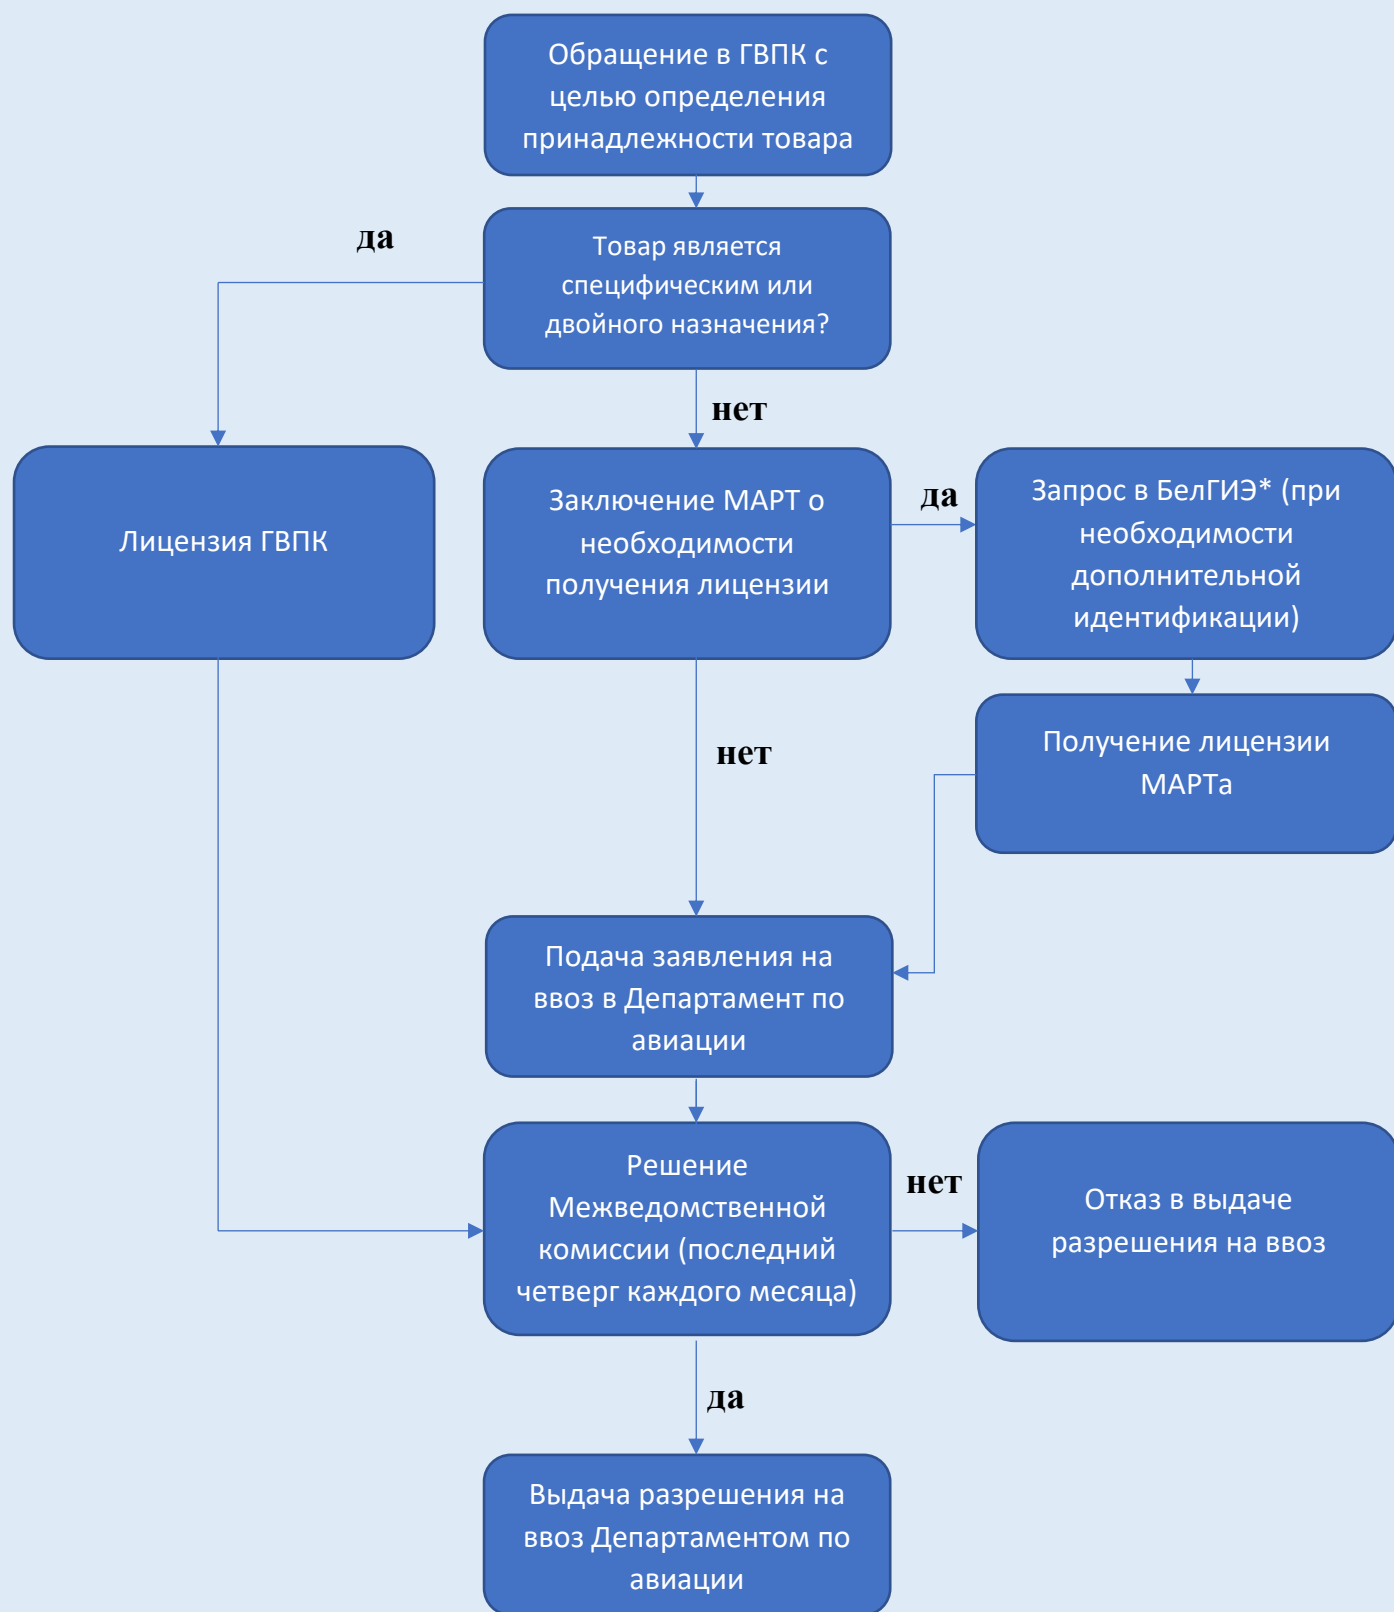 Обращение в ГВПК с
целью определения
принадлежности товара
да
Товар является
специфическим или
двойного назначения?
нет
Лицензия ГВПК
Заключение МАРТ о
необходимости
получения лицензии
да
Запрос в БелГИЭ* (при
необходимости
дополнительной
идентификации)
нет
Получение лицензии
МАРТа
Подача заявления на
ввоз в Департамент по
авиации
Решение
Межведомственной
комиссии (последний
четверг каждого месяца)
нет
Отказ в выдаче
разрешения на ввоз
да
Выдача разрешения на
ввоз Департаментом по
авиации